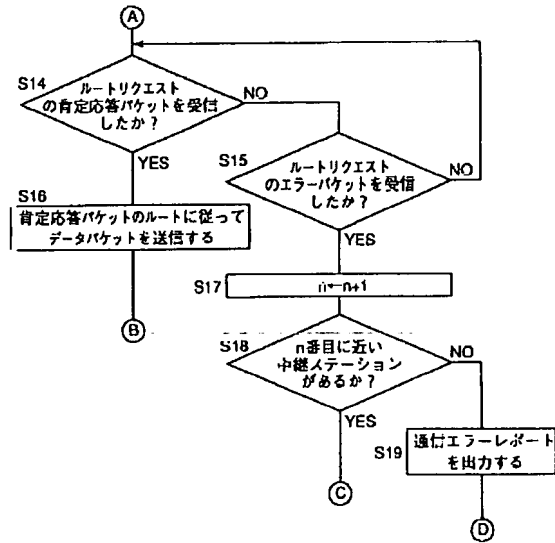 A
S14
ルートリクエスト
の肯定応答パケットを受信
したか？
NO
YES
S15
ルートリクエスト
のエラーパケットを受信
したか？
NO
YES
S16
肯定応答パケットのルートに従って
データパケットを送信する
B
S17
n←n+1
S18
n番目に近い
中継ステーション
があるか？
NO
YES
S19
通信エラーレポート
を出力する
C
D